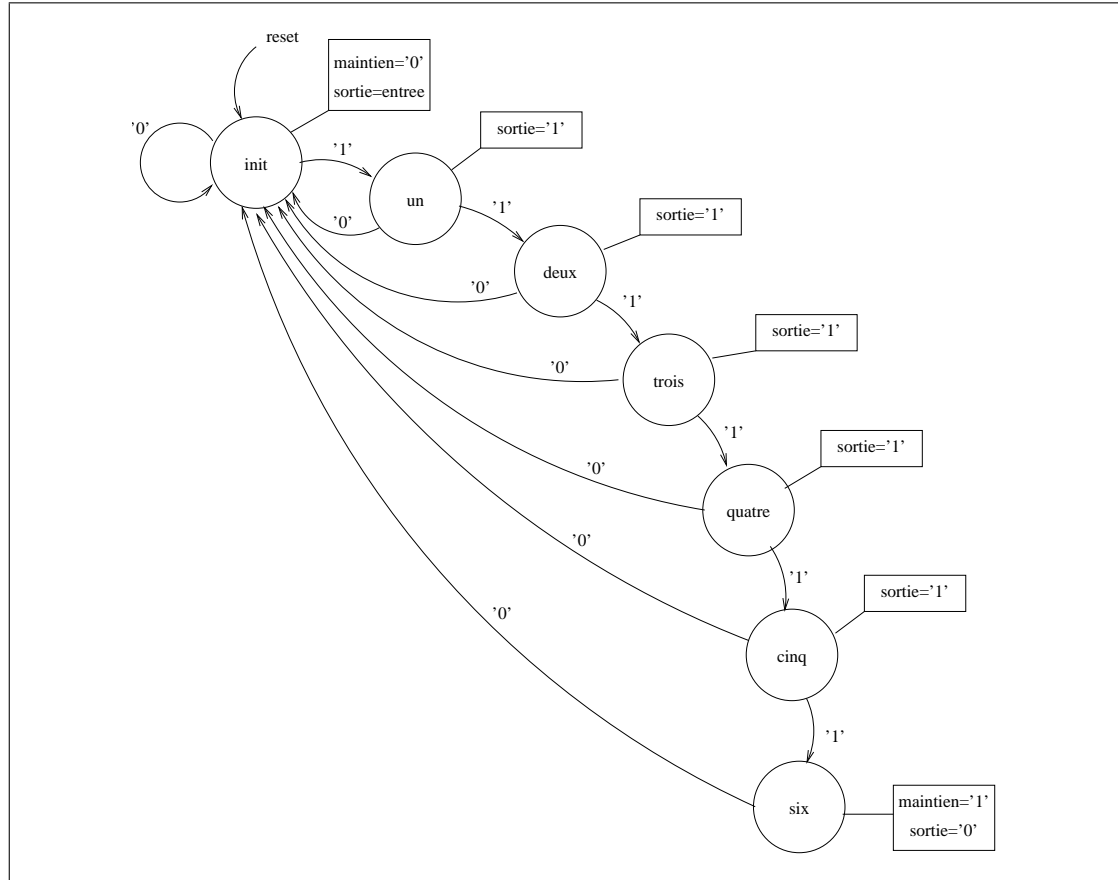 reset
maintien='0'
sortie=entree
'0'
init
'1'
sortie='1'
un
'0'
'1'
sortie='1'
deux
'0'
'1'
sortie='1'
trois
'0'
'1'
sortie='1'
quatre
'0'
'1'
sortie='1'
'0'
cinq
'0'
'1'
six
maintien='1'
sortie='0'